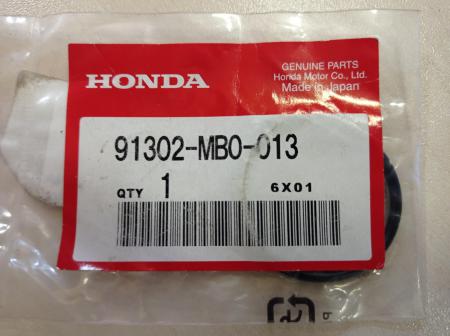 GENUINE PARTS
Honda Motor Co., Ltd.
Made in Japan
HONDA
91302-MB0-013
QTY 1 6X01